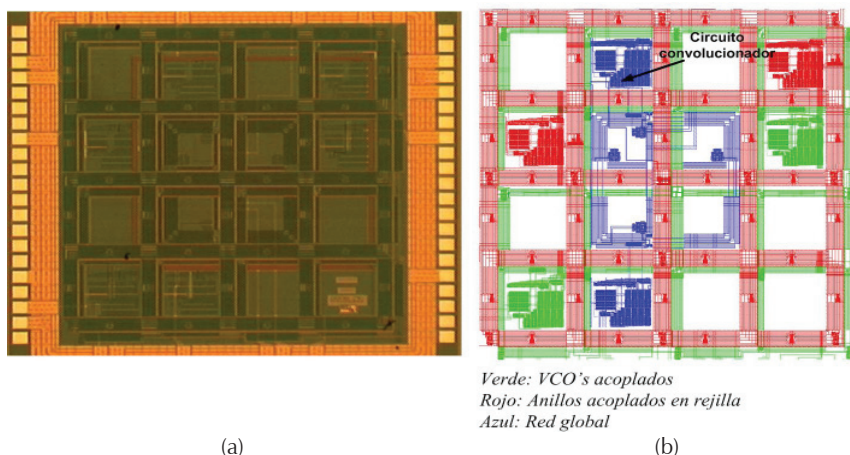 Circuito
convolucionador
Verde: VCO's acoplados
Rojo: Anillos acoplados en rejilla
Azul: Red global
(a)
(b)